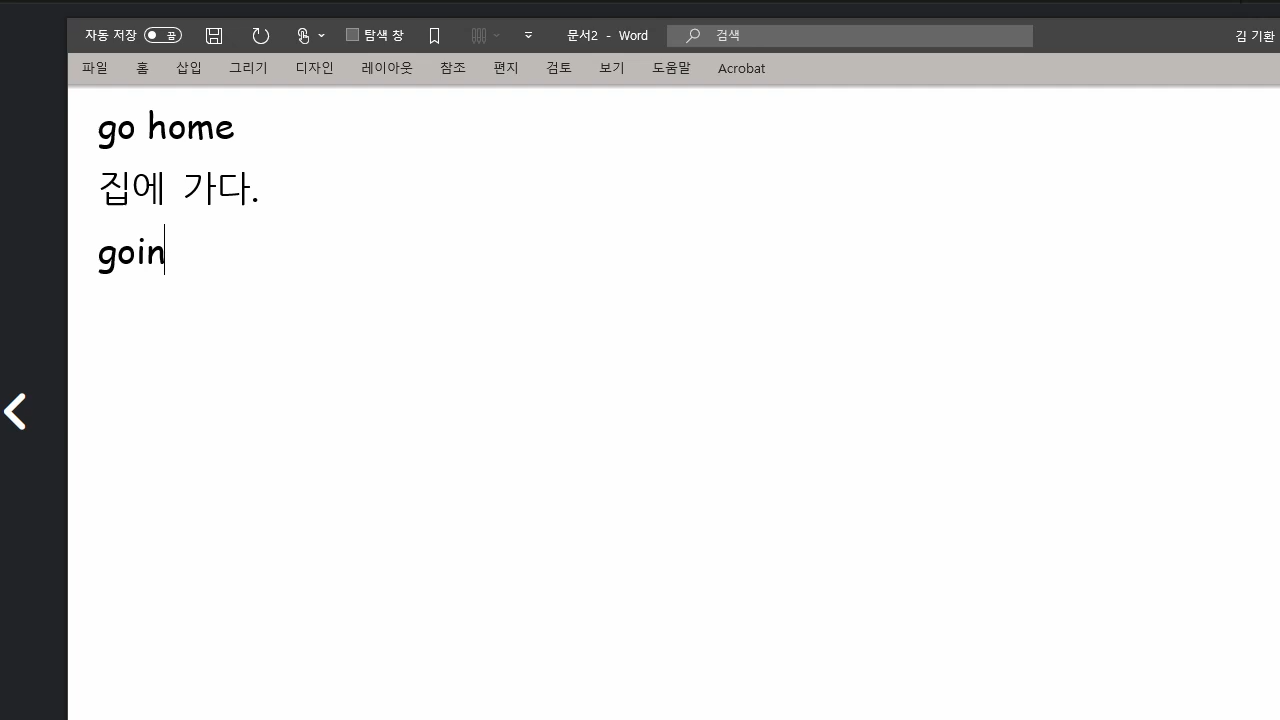 자동 저장 끔 탐색 창 문서2 - Word 검색 김 기환
파일 홈 삽입 그리기 디자인 레이아웃 참조 편지 검토 보기 도움말 Acrobat
go home
집에 가다.
goin